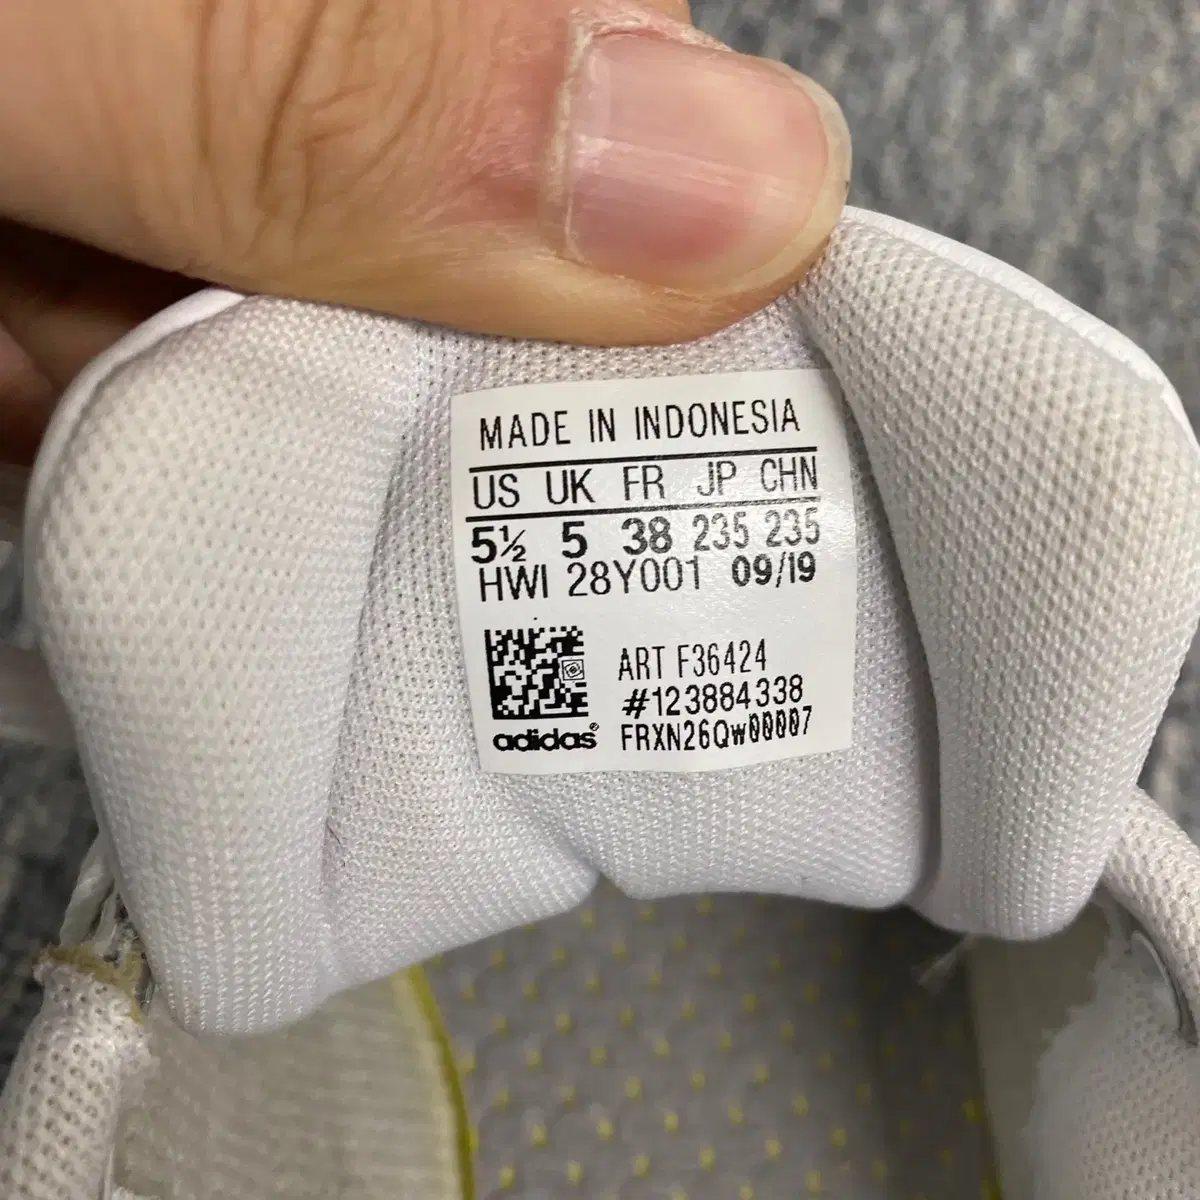 MADE IN INDONESIA
US UK FR JP CHN
5½ 5 38 235 235
HWI 28Y001 09/19
ART F36424
#123884338
adidas® FRXN26Qw00007